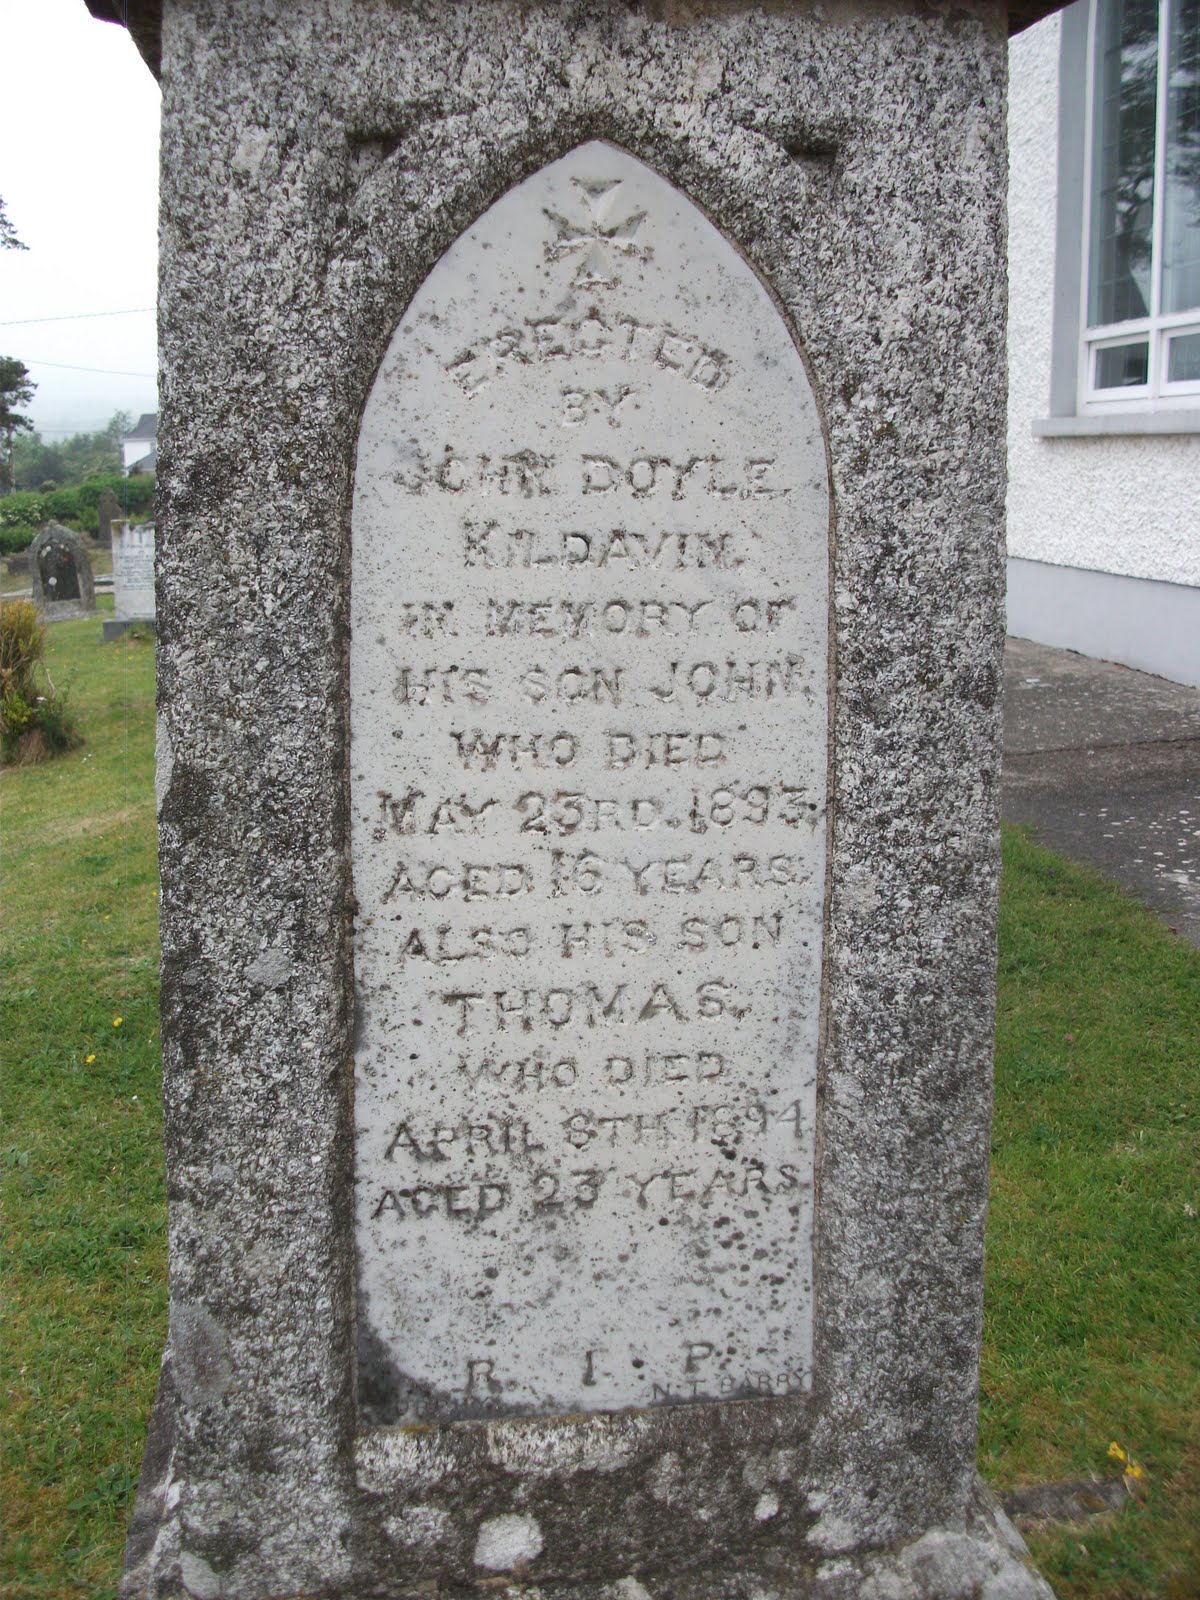 ERECTED
BY
JOHN DOYLE
KILDAVIN.
IN MEMORY OF
HIS SON JOHN,
WHO DIED
MAY 23RD. 1893.
AGED 16 YEARS.
ALSO HIS SON
THOMAS,
WHO DIED
APRIL 8TH. 1894
AGED 23 YEARS.
R . I . P
N.T. BARRY